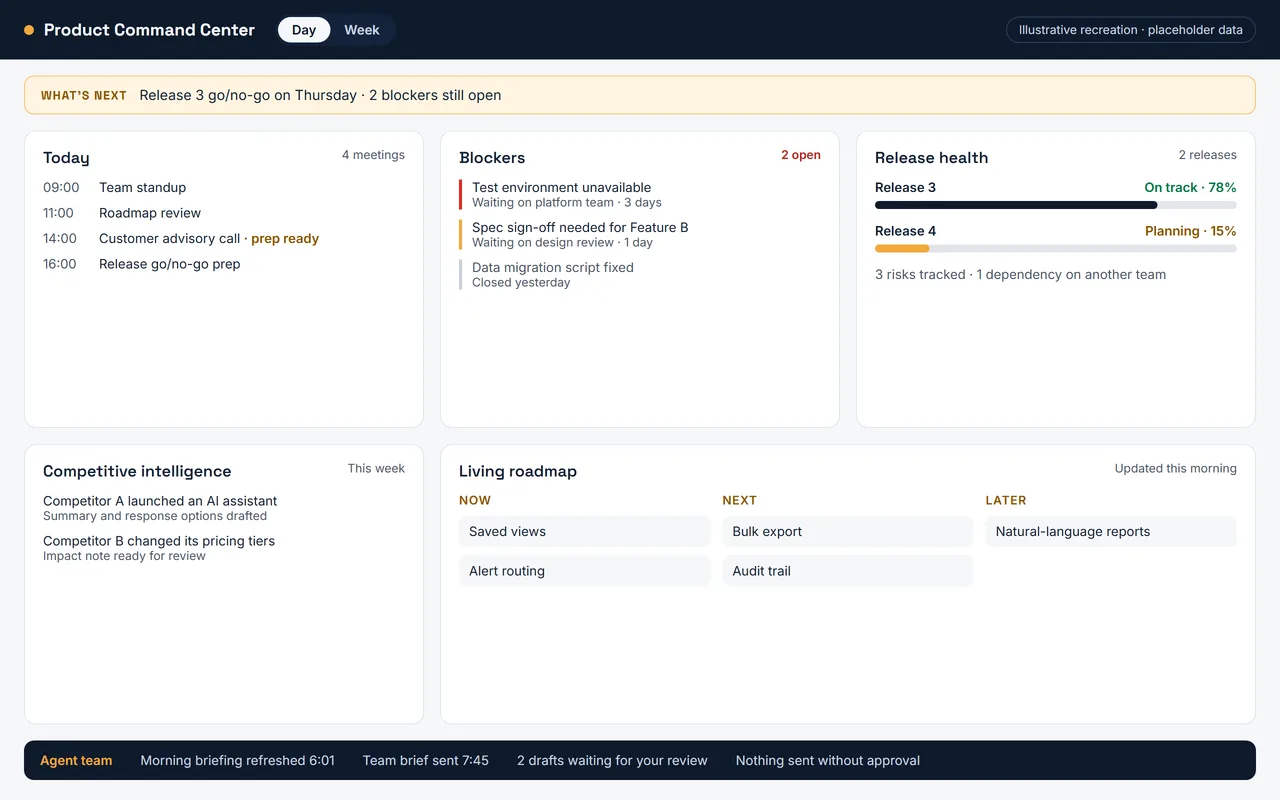 Product Command Center
Day
Week
Illustrative recreation · placeholder data
WHAT'S NEXT Release 3 go/no-go on Thursday · 2 blockers still open
Today
4 meetings
09:00 Team standup
11:00 Roadmap review
14:00 Customer advisory call · prep ready
16:00 Release go/no-go prep
Blockers
2 open
Test environment unavailable
Waiting on platform team · 3 days
Spec sign-off needed for Feature B
Waiting on design review · 1 day
Data migration script fixed
Closed yesterday
Release health
2 releases
Release 3 On track · 78%
Release 4 Planning · 15%
3 risks tracked · 1 dependency on another team
Competitive intelligence
This week
Competitor A launched an AI assistant
Summary and response options drafted
Competitor B changed its pricing tiers
Impact note ready for review
Living roadmap
Updated this morning
NOW
Saved views
Alert routing
NEXT
Bulk export
Audit trail
LATER
Natural-language reports
Agent team
Morning briefing refreshed 6:01
Team brief sent 7:45
2 drafts waiting for your review
Nothing sent without approval